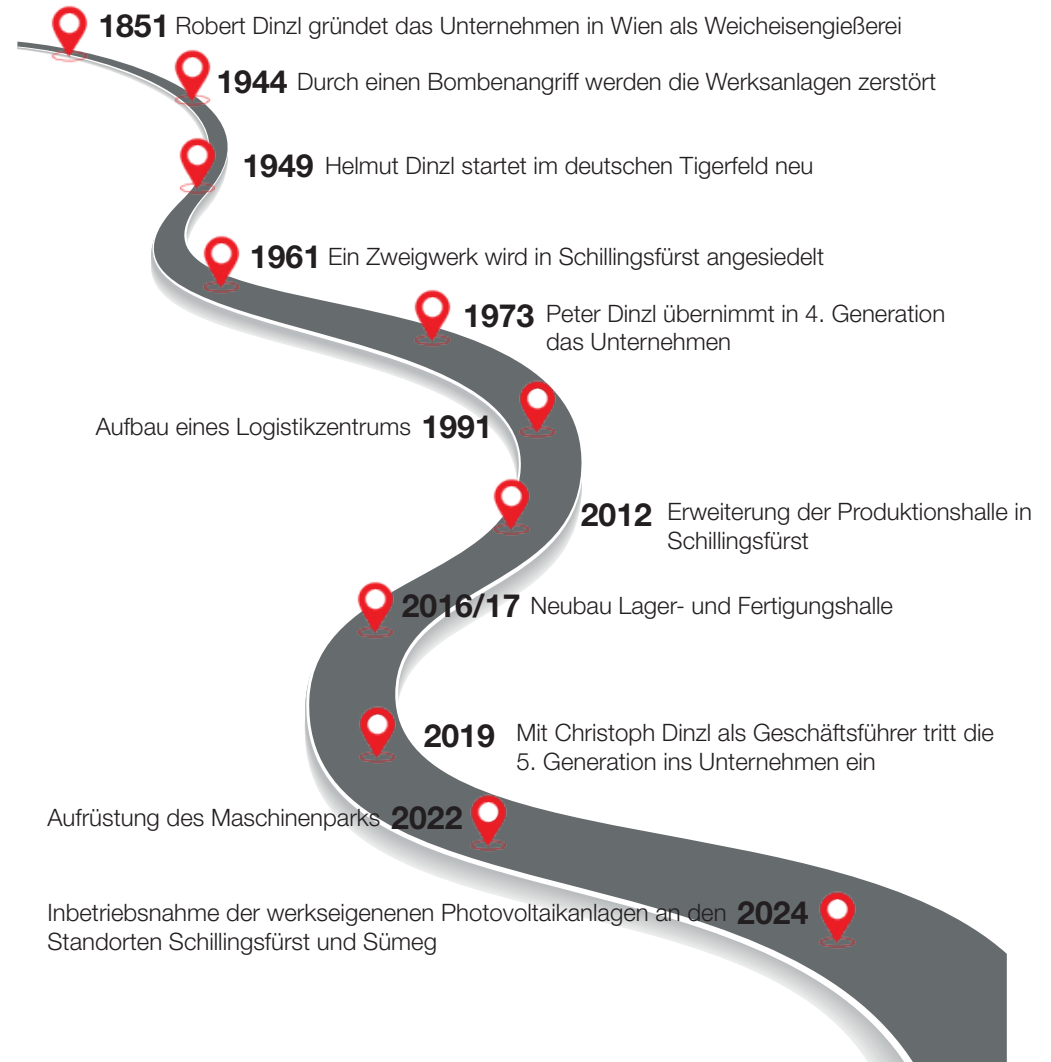 1851 Robert Dinzl gründet das Unternehmen in Wien als Weicheisengießerei
1944 Durch einen Bombenangriff werden die Werksanlagen zerstört
1949 Helmut Dinzl startet im deutschen Tigerfeld neu
1961 Ein Zweigwerk wird in Schillingsfürst angesiedelt
1973 Peter Dinzl übernimmt in 4. Generation
das Unternehmen
Aufbau eines Logistikzentrums 1991
2012 Erweiterung der Produktionshalle in
Schillingsfürst
2016/17 Neubau Lager- und Fertigungshalle
2019 Mit Christoph Dinzl als Geschäftsführer tritt die
5. Generation ins Unternehmen ein
Aufrüstung des Maschinenparks 2022
Inbetriebsnahme der werkseigenenen Photovoltaikanlagen an den 2024
Standorten Schillingsfürst und Sümeg